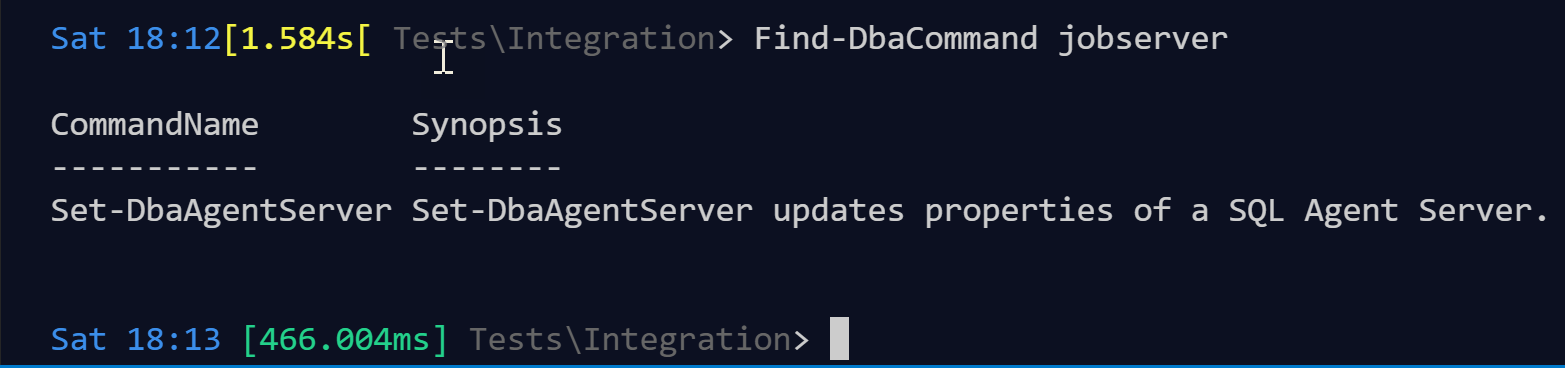 Sat 18:12[1.584s[ Tests\Integration> Find-DbaCommand jobserver
CommandName Synopsis
----------- --------
Set-DbaAgentServer Set-DbaAgentServer updates properties of a SQL Agent Server.
Sat 18:13 [466.004ms] Tests\Integration>